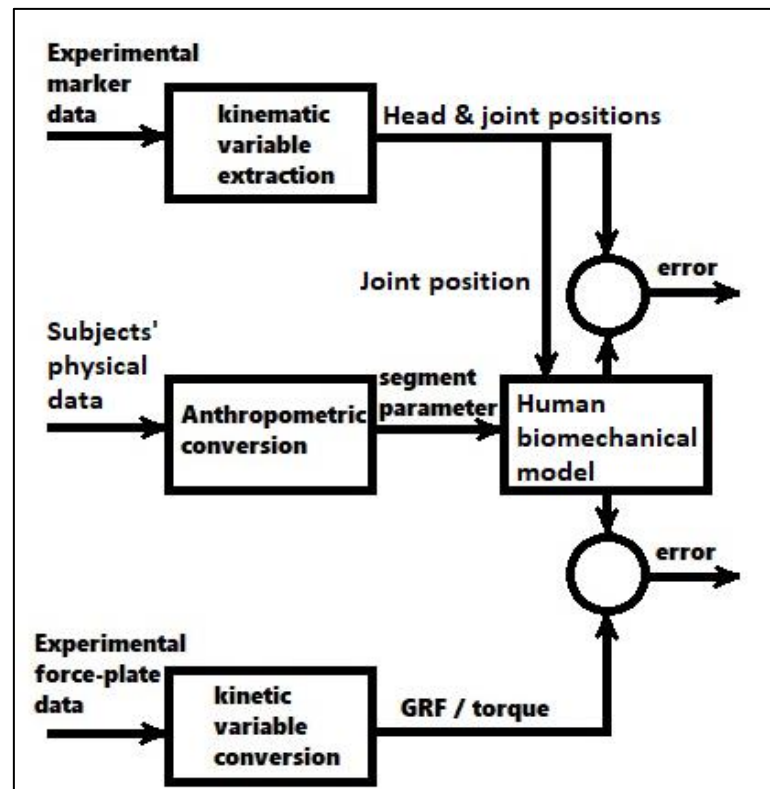 Experimental
marker
data
kinematic
variable
extraction
Head & joint positions
Joint position
error
Subjects'
physical
data
Anthropometric
conversion
segment
parameter
Human
biomechanical
model
error
Experimental
force-plate
data
kinetic
variable
conversion
GRF / torque